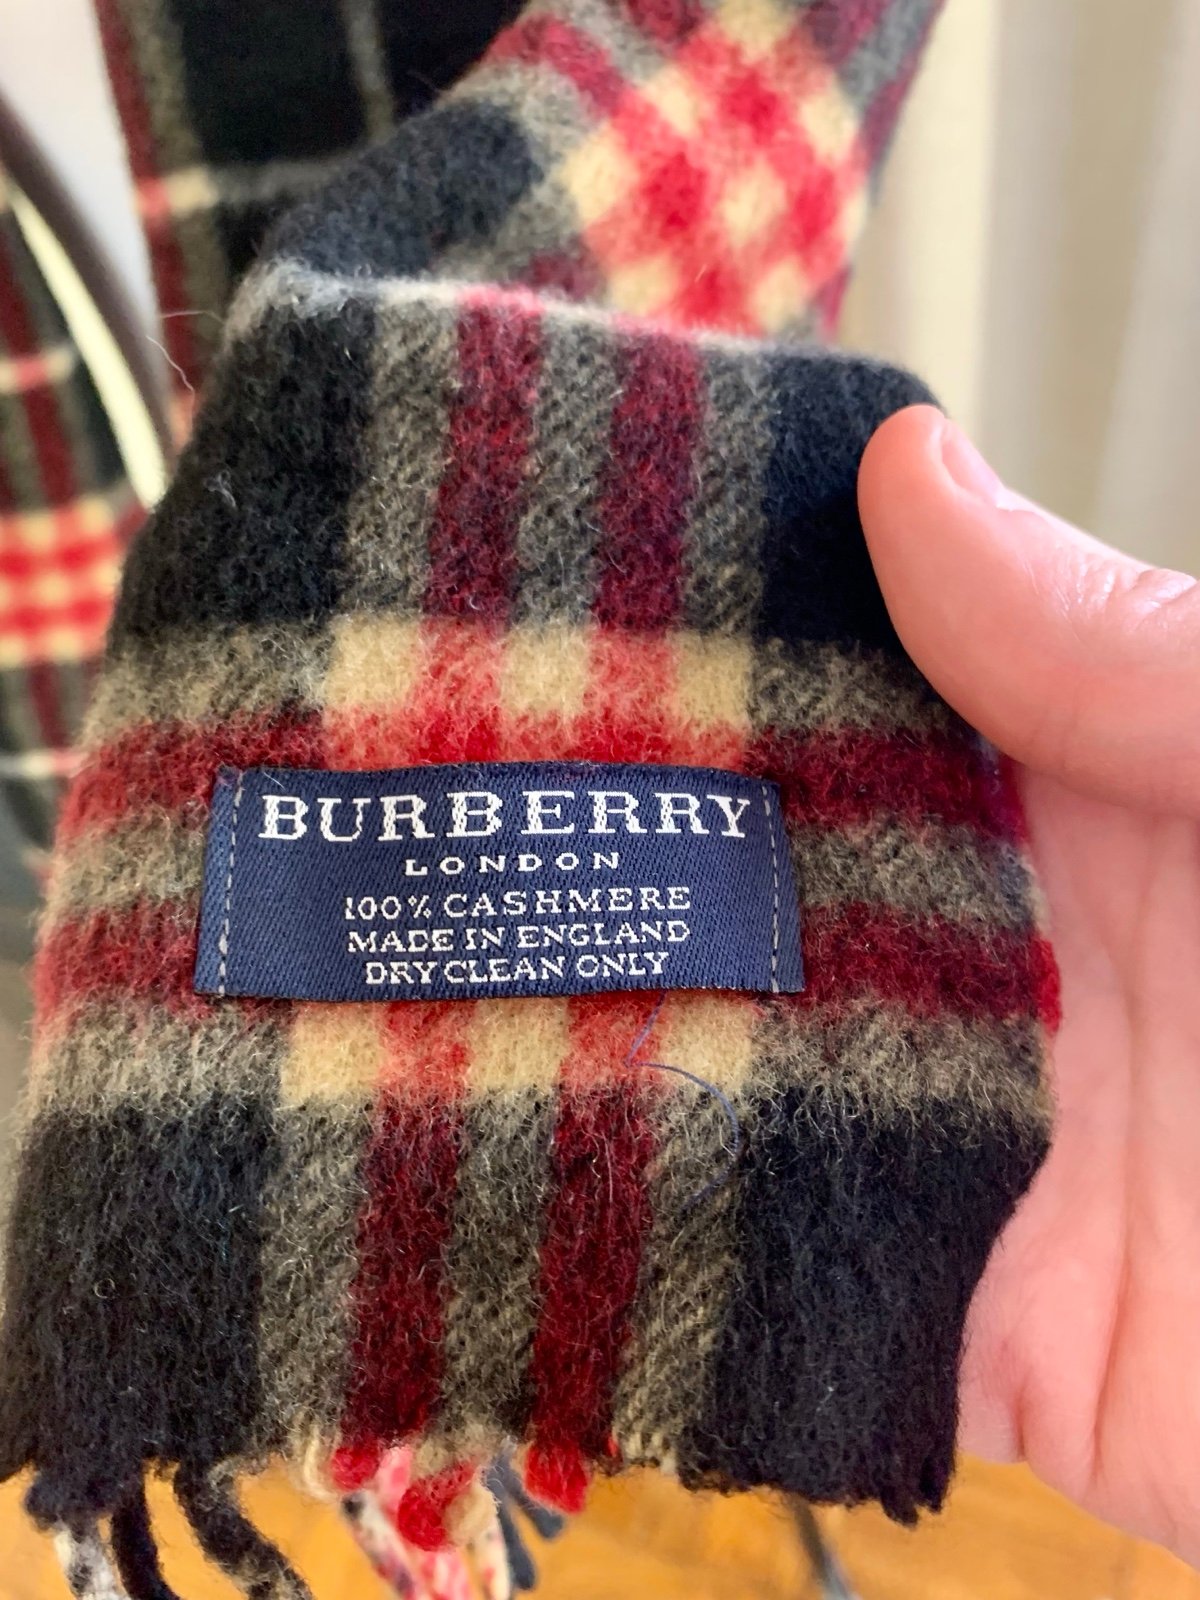 BURBERRY
LONDON
100% CASHMERE
MADE IN ENGLAND
DRY CLEAN ONLY